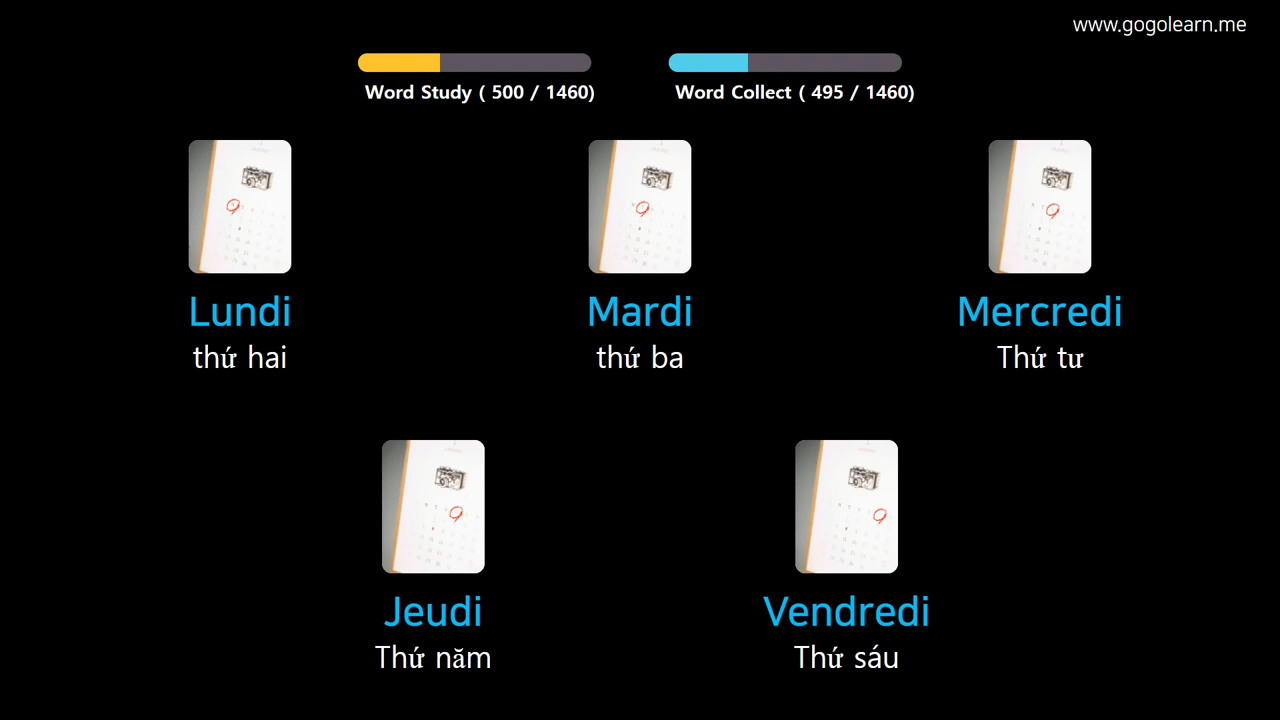 www.gogolearn.me
Word Study ( 500 / 1460)
Word Collect ( 495 / 1460)
Lundi
thứ hai
Mardi
thứ ba
Mercredi
Thứ tư
Jeudi
Thứ năm
Vendredi
Thứ sáu